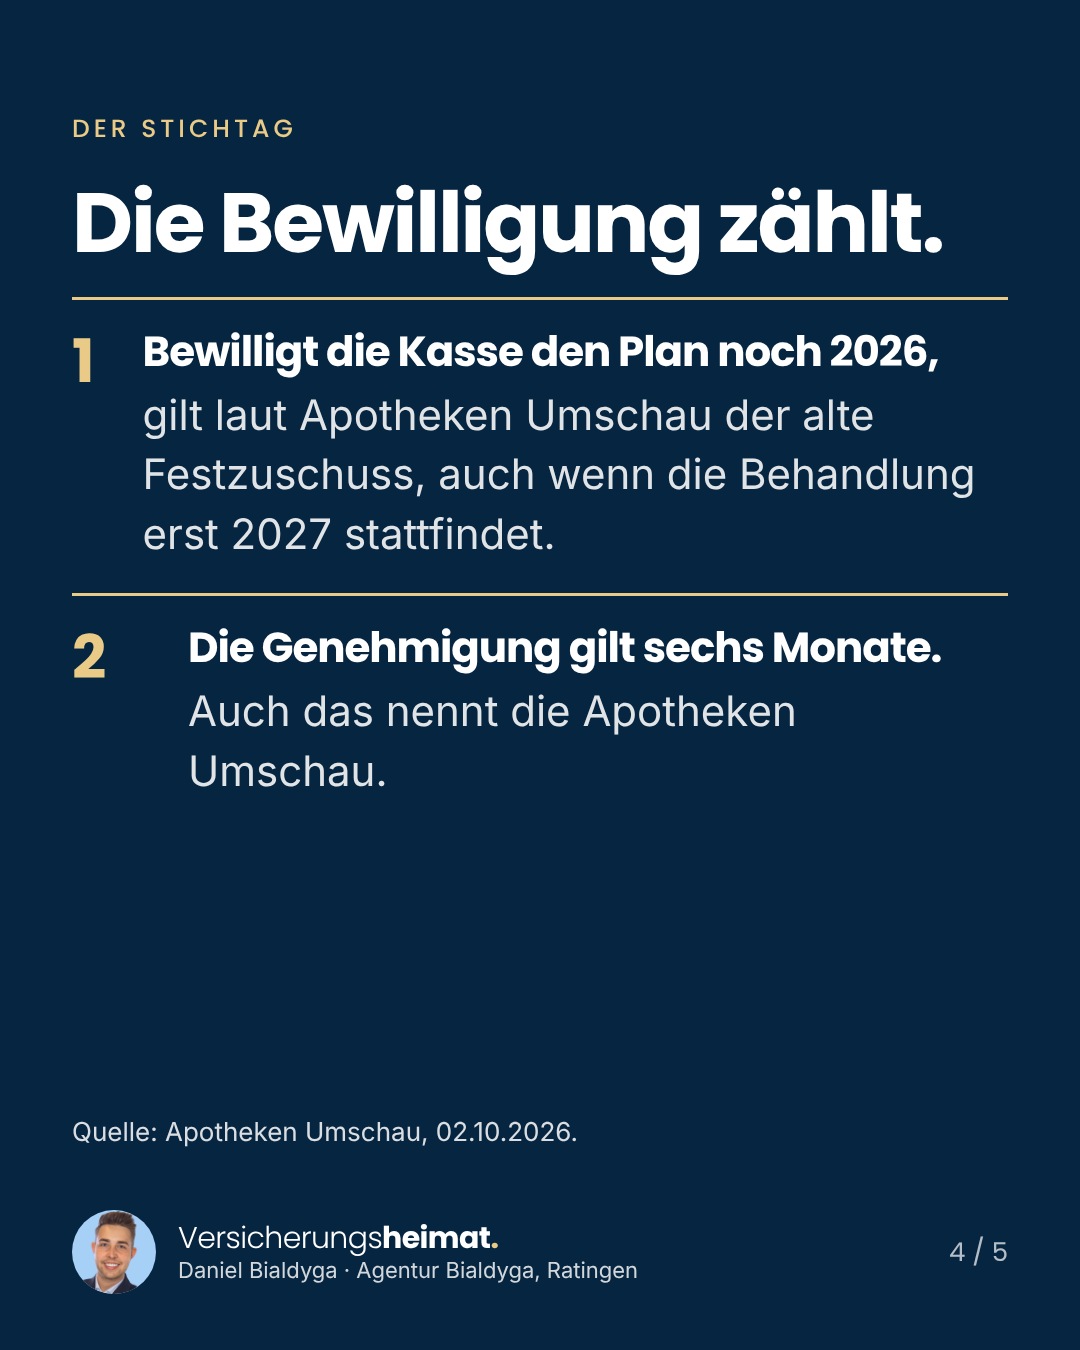 DER STICHTAG
Die Bewilligung zählt.
1
Bewilligt die Kasse den Plan noch 2026,
gilt laut Apotheken Umschau der alte
Festzuschuss, auch wenn die Behandlung
erst 2027 stattfindet.
2
Die Genehmigung gilt sechs Monate.
Auch das nennt die Apotheken
Umschau.
Quelle: Apotheken Umschau, 02.10.2026.
Versicherungsheimat.
Daniel Bialdyga · Agentur Bialdyga, Ratingen
4 / 5